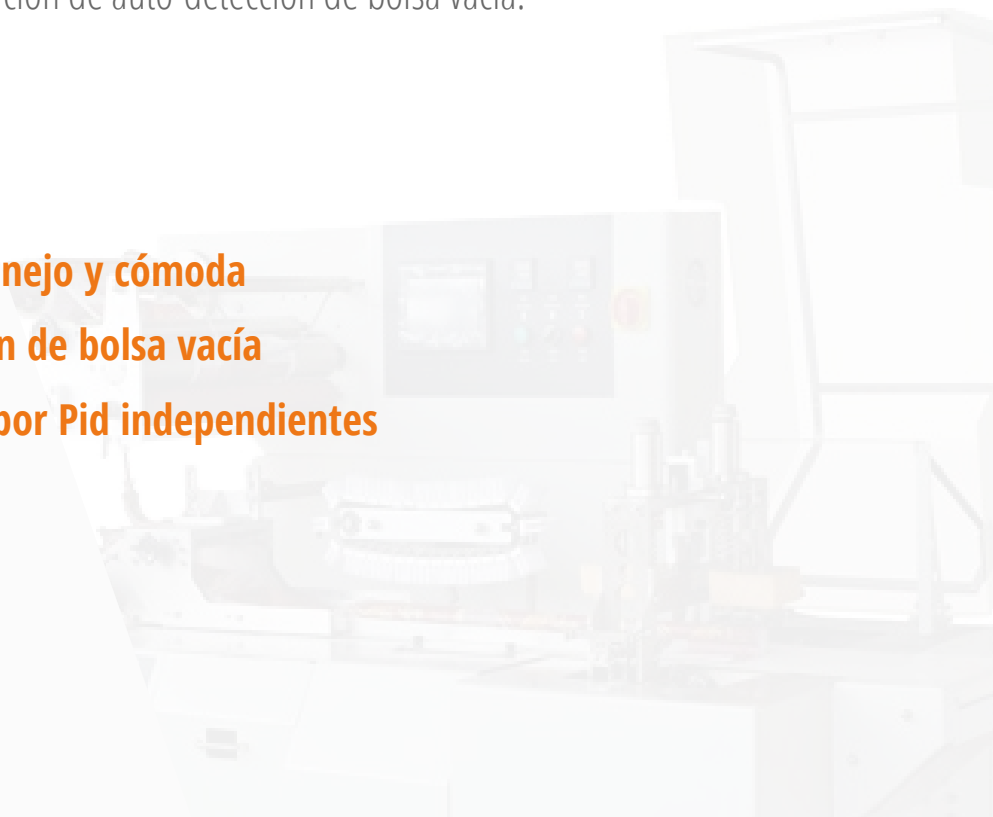 ción de auto-detección de bolsa vacía.
nejo y cómoda
n de bolsa vacía
por Pid independientes